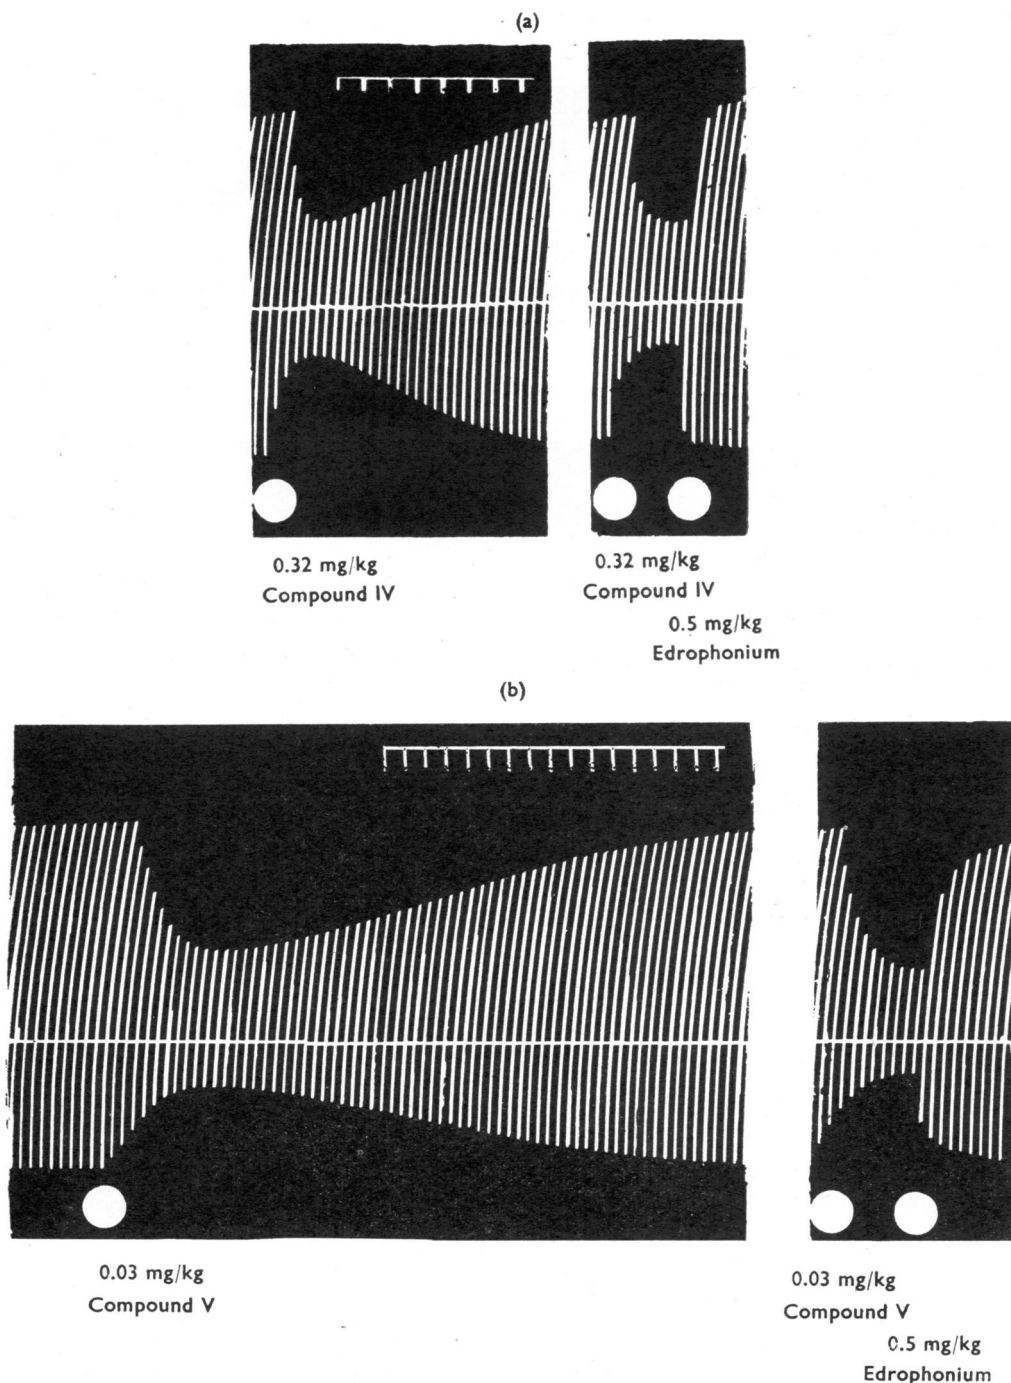 (a)
0.32 mg/kg
Compound IV
0.32 mg/kg
Compound IV
0.5 mg/kg
Edrophonium
(b)
0.03 mg/kg
Compound V
0.03 mg/kg
Compound V
0.5 mg/kg
Edrophonium